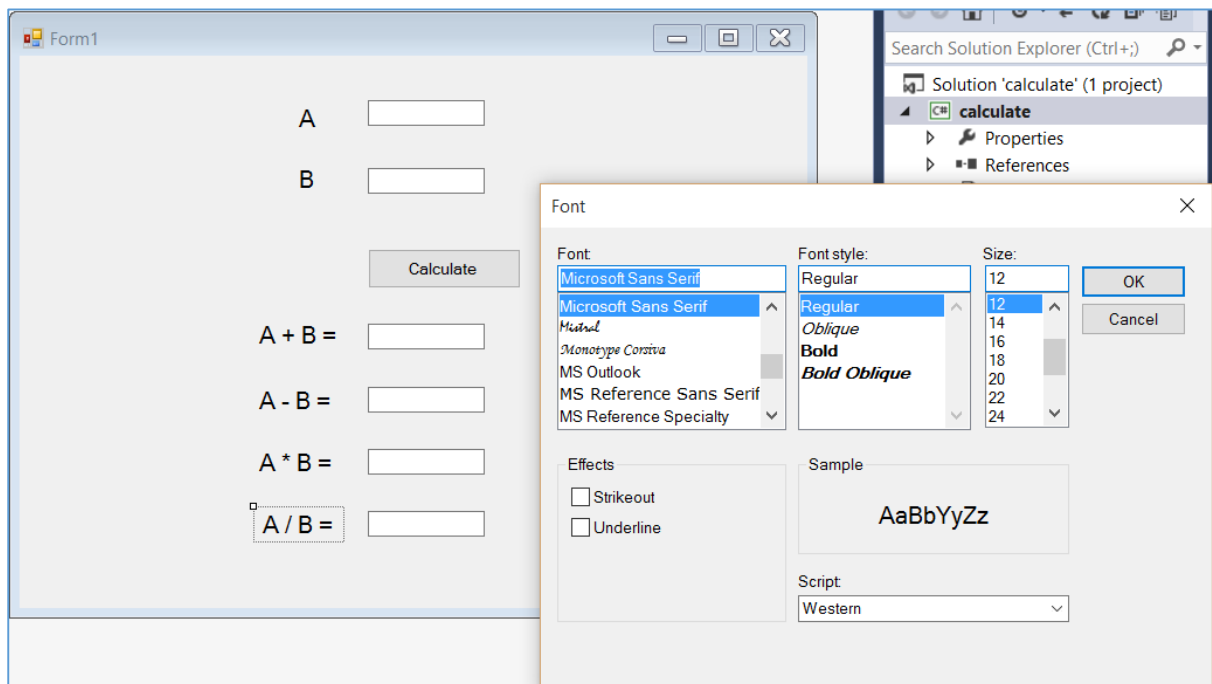 Form1
A
B
Calculate
A + B =
A - B =
A * B =
A / B =
Search Solution Explorer (Ctrl+;)
Solution 'calculate' (1 project)
C# calculate
Properties
References
Font
Font:
Microsoft Sans Serif
Microsoft Sans Serif
Mistral
Monotype Corsiva
MS Outlook
MS Reference Sans Serif
MS Reference Specialty
Font style:
Regular
Regular
Oblique
Bold
Bold Oblique
Size:
12
12
14
16
18
20
22
24
OK
Cancel
Effects
Strikeout
Underline
Sample
AaBbYyZz
Script:
Western